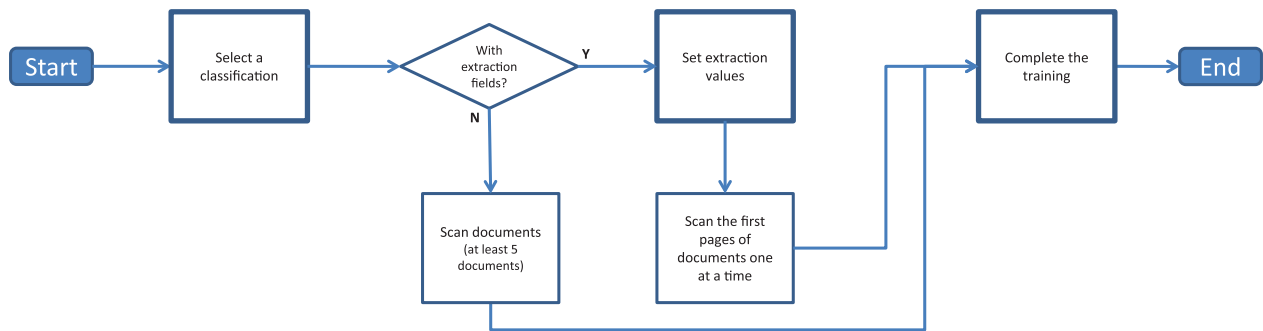 Start
Select a
classification
With
extraction
fields?
Y
N
Set extraction
values
Complete the
training
End
Scan documents
(at least 5
documents)
Scan the first
pages of
documents one
at a time